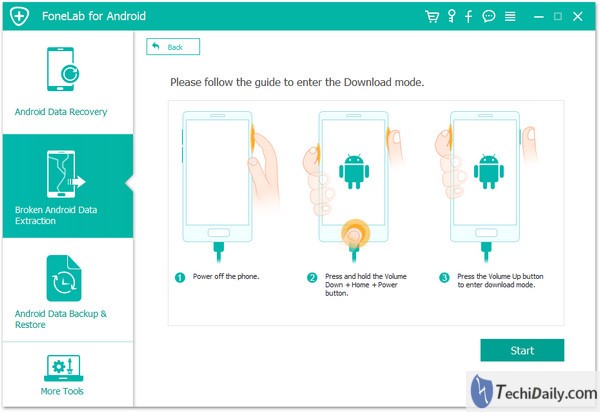 FoneLab for Android
Back
Please follow the guide to enter the Download mode.
Android Data Recovery
Broken Android Data
Extraction
Android Data Backup &
Restore
More Tools
1 Power off the phone.
2 Press and hold the Volume
Down + Home + Power
button.
3 Press the Volume Up button
to enter download mode.
Start
TechiDaily.com